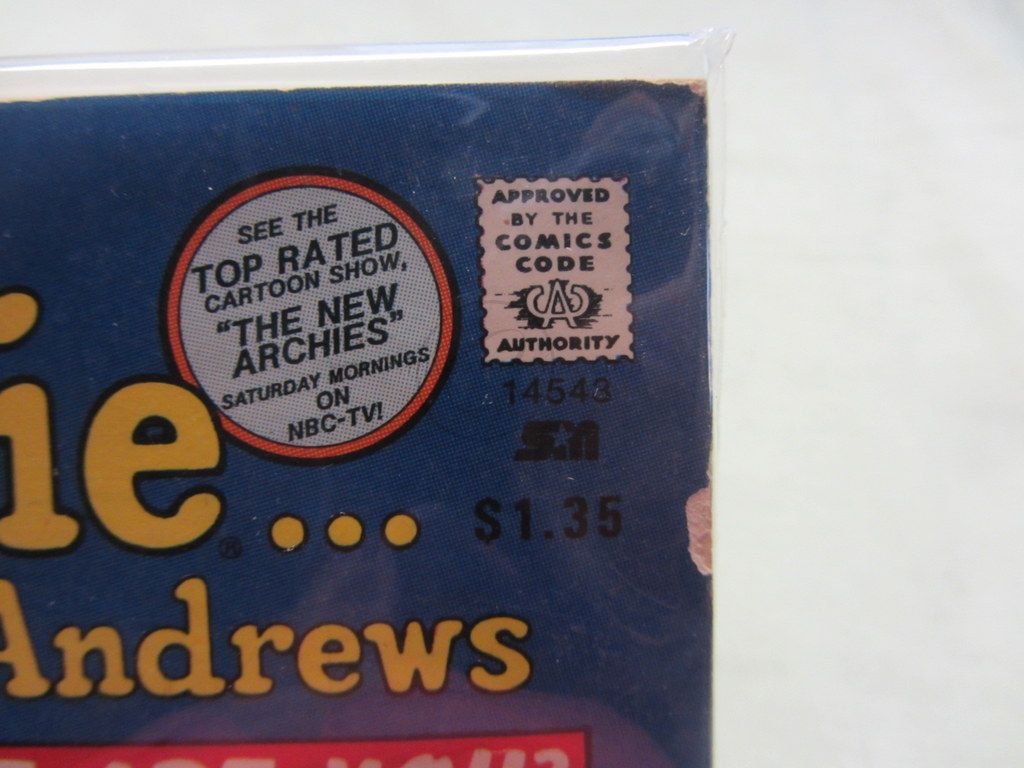 SEE THE
TOP RATED
CARTOON SHOW,
"THE NEW
ARCHIES"
SATURDAY MORNINGS
ON
NBC-TV!
APPROVED
BY THE
COMICS
CODE
CA
AUTHORITY
14543
$1.35
ie®...
Andrews